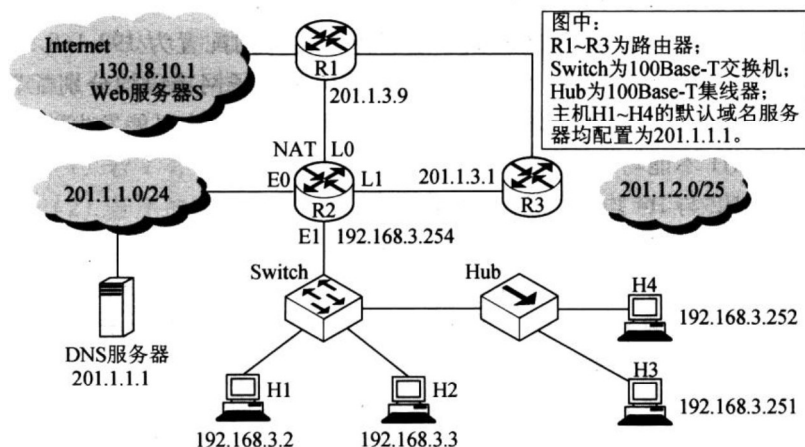 Internet
130.18.10.1
Web服务器S
R1
201.1.3.9
图中:
R1~R3为路由器;
Switch为100Base-T交换机;
Hub为100Base-T集线器;
主机H1~H4的默认域名服务
器均配置为201.1.1.1。
NAT
L0
201.1.1.0/24
E0
L1
201.1.3.1
R2
R3
201.1.2.0/25
E1
192.168.3.254
Switch
Hub
H4
192.168.3.252
DNS服务器
201.1.1.1
H1
H2
H3
192.168.3.251
192.168.3.2
192.168.3.3